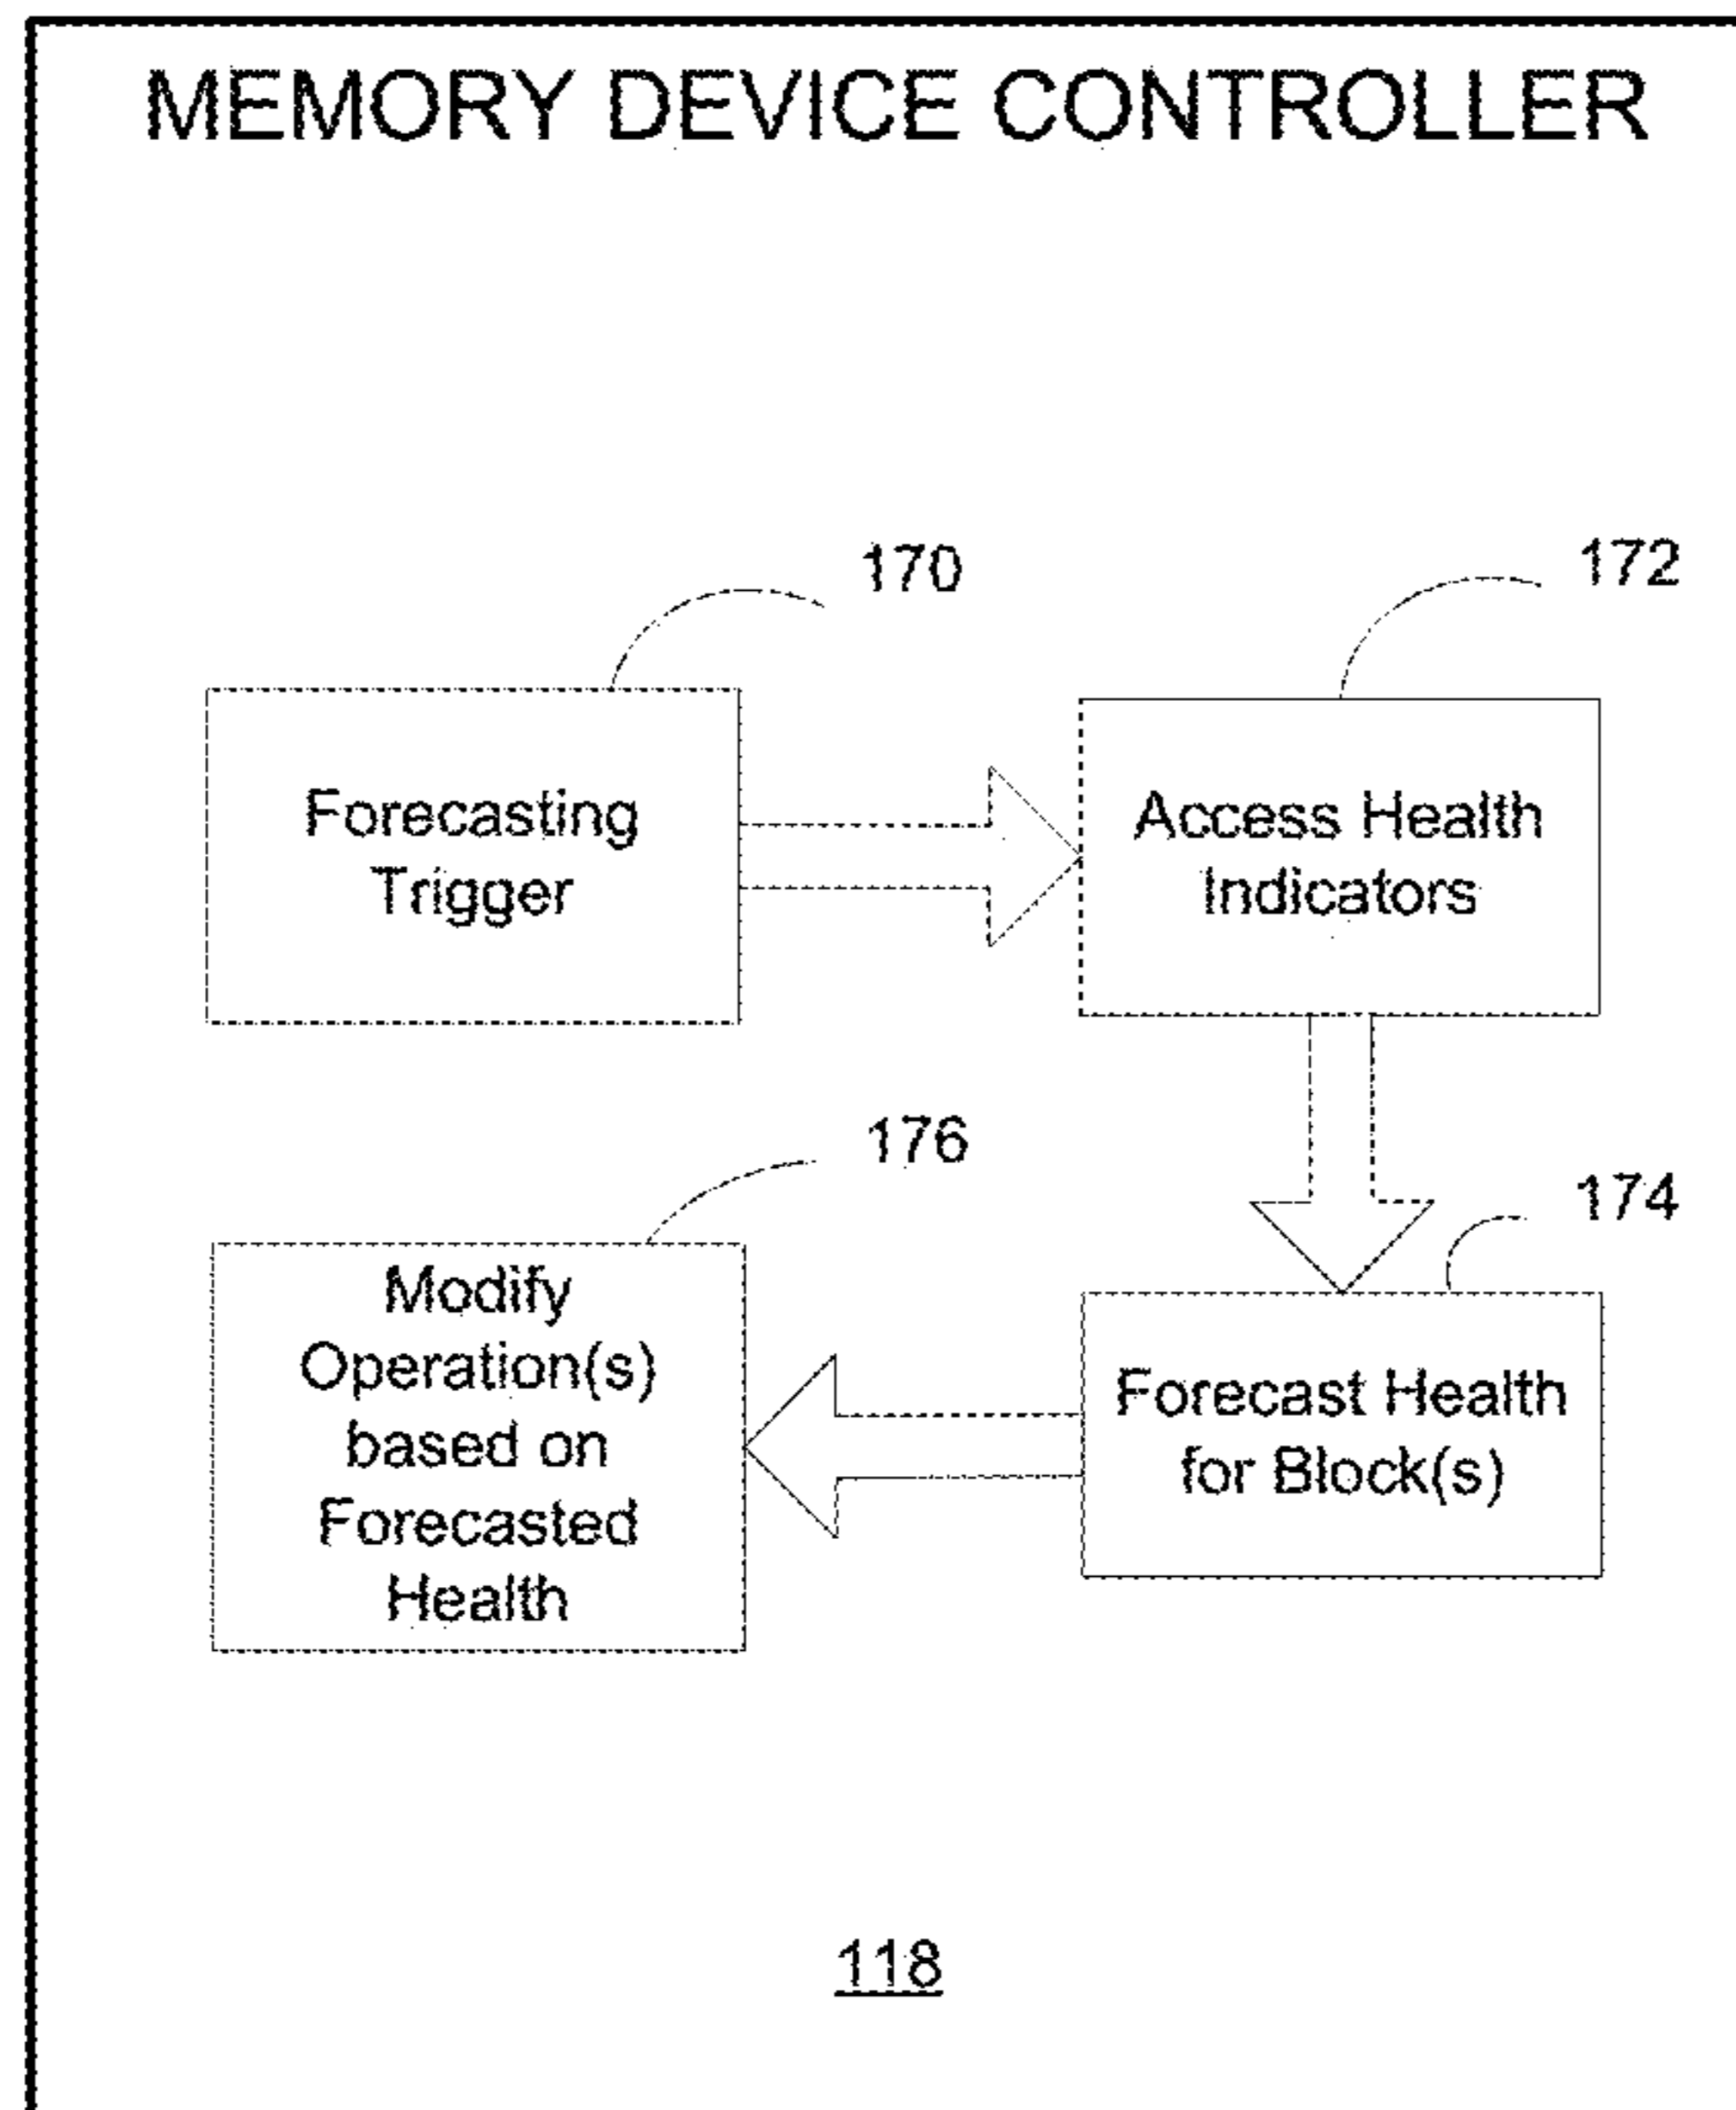 MEMORY DEVICE CONTROLLER
170
172
Forecasting
Trigger
Access Health
Indicators
176
174
Modify
Operation(s)
based on
Forecasted
Health
Forecast Health
for Block(s)
118